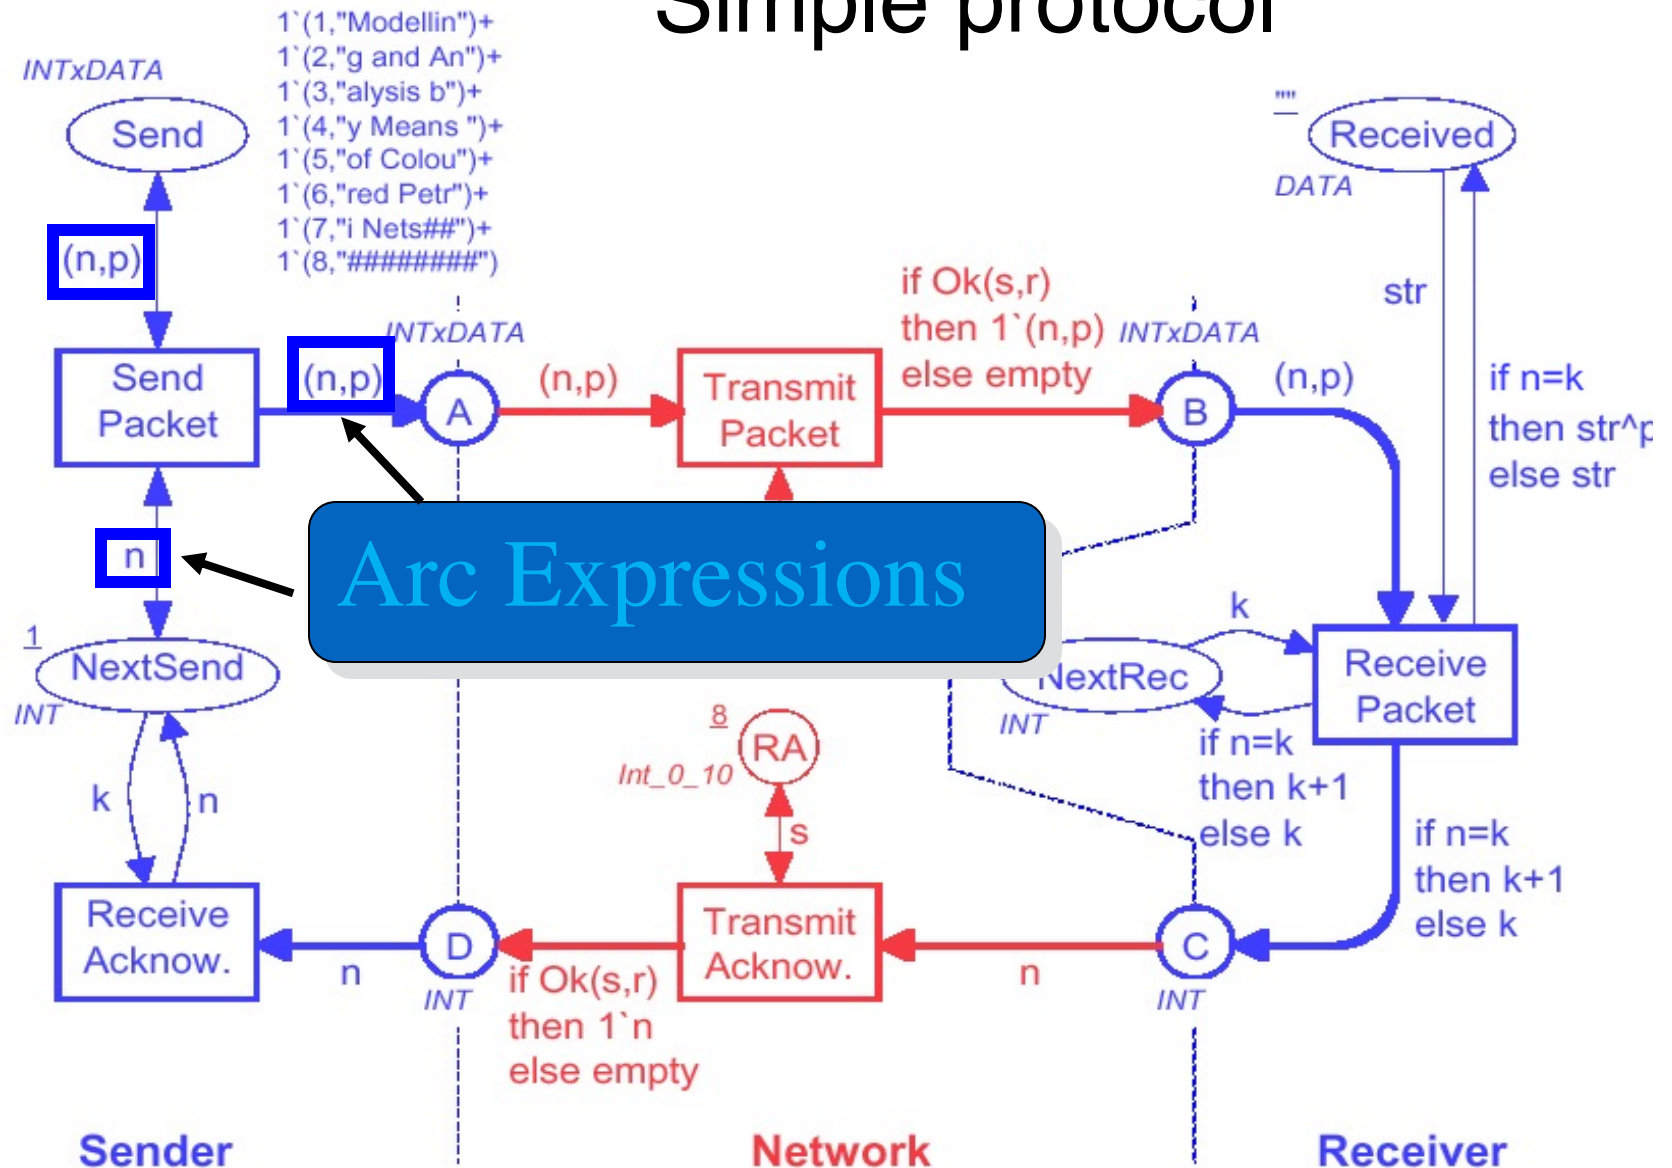 Simple protocol
1`(1,"Modellin")+
1`(2,"g and An")+
1`(3,"alysis b")+
1`(4,"y Means ")+
1`(5,"of Colou")+
1`(6,"red Petr")+
1`(7,"i Nets##")+
1`(8,"########")
INTxDATA
Send
""
Received
DATA
(n,p)
str
if n=k
then str^p
else str
Send
Packet
(n,p)
INTxDATA
A
(n,p)
Transmit
Packet
if Ok(s,r)
then 1`(n,p)
else empty
INTxDATA
B
(n,p)
n
Arc Expressions
1
NextSend
INT
k
NextRec
INT
Receive
Packet
if n=k
then k+1
else k
8
RA
Int_0_10
s
k
n
if n=k
then k+1
else k
Receive
Acknow.
n
D
INT
if Ok(s,r)
then 1`n
else empty
Transmit
Acknow.
n
C
INT
Sender
Network
Receiver